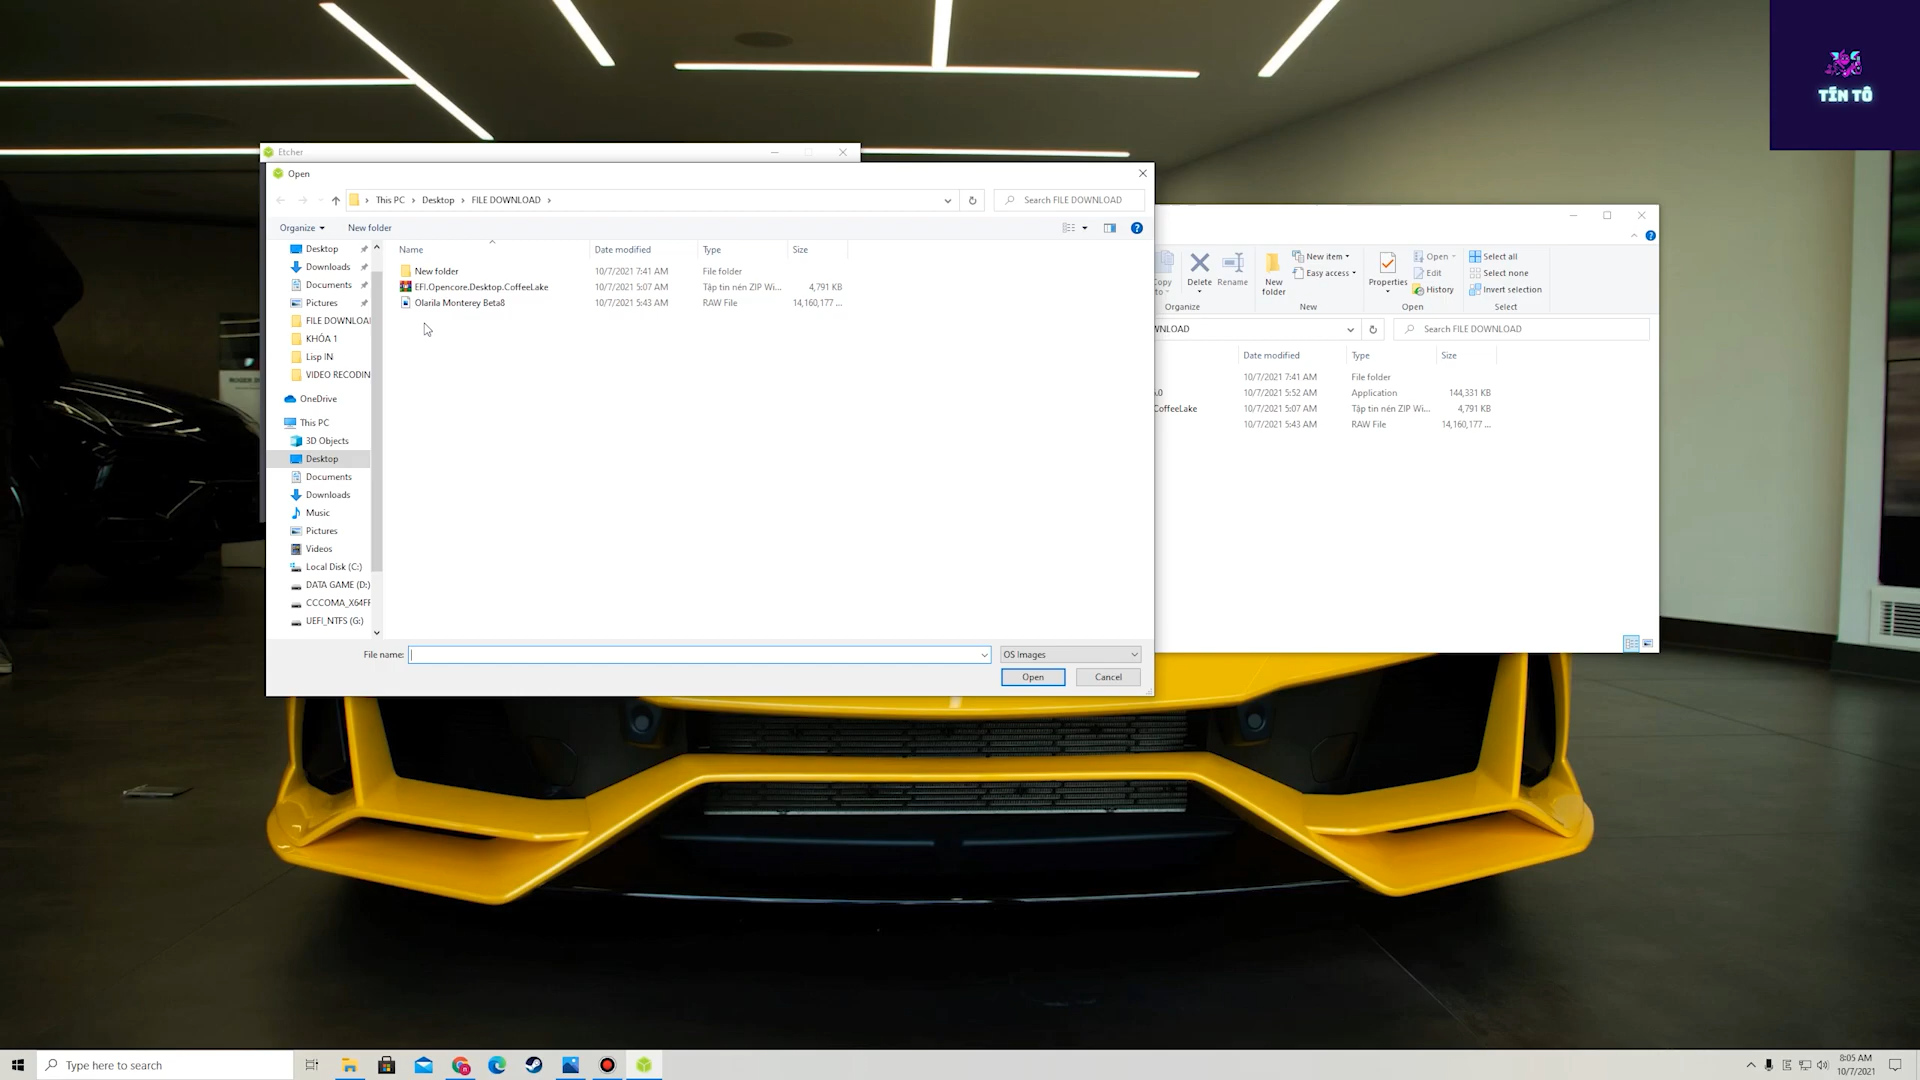 TÍN TÔ
Etcher
Open
This PC
Desktop
FILE DOWNLOAD
Search FILE DOWNLOAD
Organize
New folder
Desktop
Downloads
Documents
Pictures
FILE DOWNLOA
KHÓA 1
Lisp IN
VIDEO RECODIN
OneDrive
This PC
3D Objects
Desktop
Documents
Downloads
Music
Pictures
Videos
Local Disk (C:)
DATA GAME (D:)
CCCOMA_X64FF
UEFI_NTFS (G:)
Name Date modified Type Size
New folder 10/7/2021 7:41 AM File folder
EFI.Opencore.Desktop.CoffeeLake 10/7/2021 5:07 AM Tập tin nén ZIP Wi... 4,791 KB
Olarila Monterey Beta8 10/7/2021 5:43 AM RAW File 14,160,177 ...
File name: OS Images
Open Cancel
Copy
to
Delete
Rename
New
folder
New item
Easy access
Properties
Open
Edit
History
Select all
Select none
Invert selection
Organize New Open Select
WNLOAD
Search FILE DOWNLOAD
Date modified Type Size
10/7/2021 7:41 AM File folder
.0 10/7/2021 5:52 AM Application 144,331 KB
CoffeeLake 10/7/2021 5:07 AM Tập tin nén ZIP Wi... 4,791 KB
10/7/2021 5:43 AM RAW File 14,160,177 ...
Type here to search
8:05 AM
10/7/2021